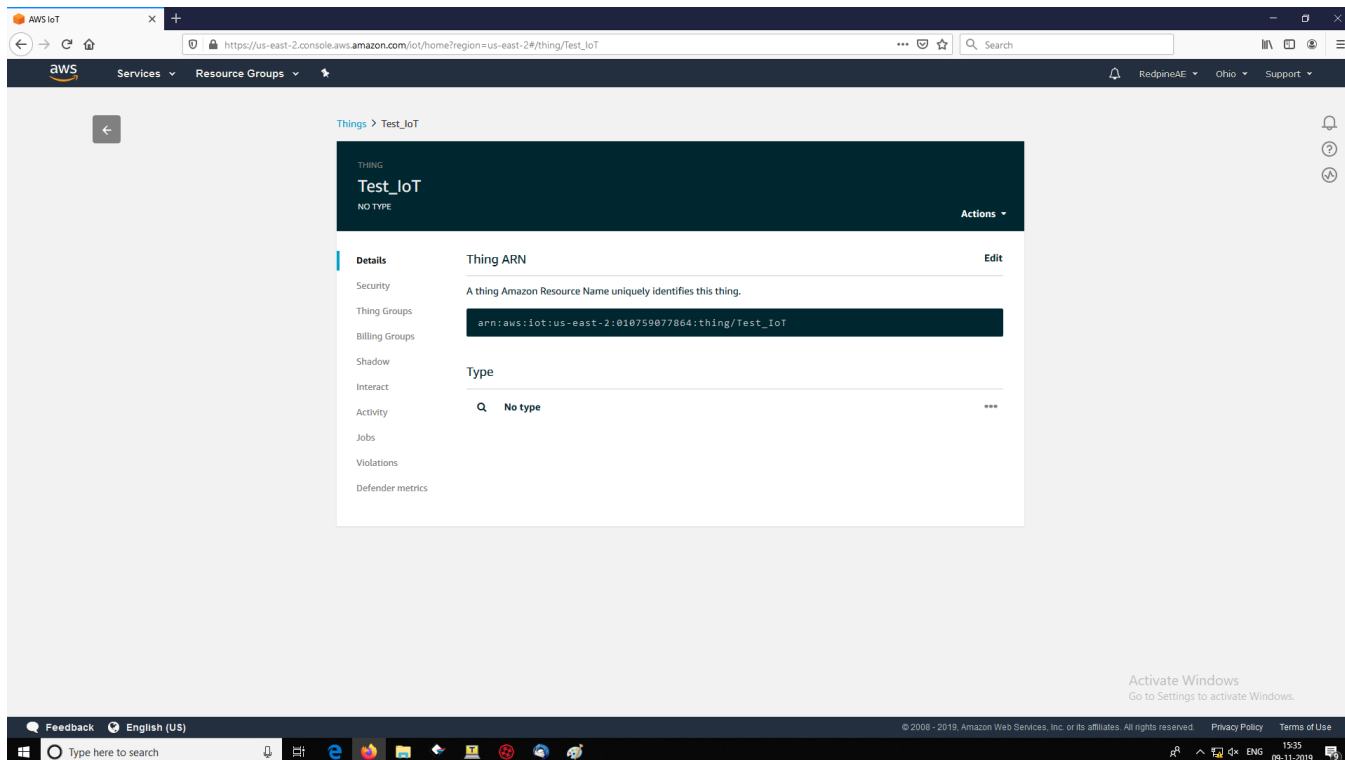 AWS IoT
https://us-east-2.console.aws.amazon.com/iot/home?region=us-east-2#/thing/Test_IoT
Search
aws
Services
Resource Groups
RedpineAE
Ohio
Support
Things > Test_IoT
THING
Test_IoT
NO TYPE
Actions
Details
Security
Thing Groups
Billing Groups
Shadow
Interact
Activity
Jobs
Violations
Defender metrics
Thing ARN
Edit
A thing Amazon Resource Name uniquely identifies this thing.
arn:aws:iot:us-east-2:010759077864:thing/Test_IoT
Type
No type
Activate Windows
Go to Settings to activate Windows.
Feedback
English (US)
© 2008 - 2019, Amazon Web Services, Inc. or its affiliates. All rights reserved.
Privacy Policy
Terms of Use
Type here to search
ENG
15:35
09-11-2019